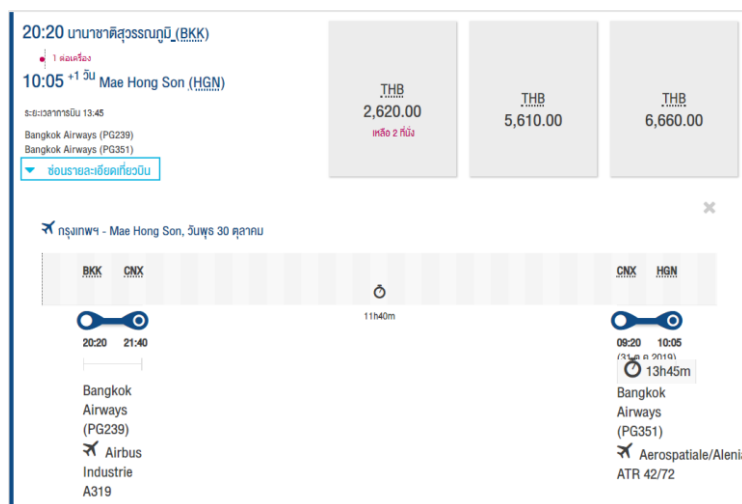 20:20 นานาชาติสุวรรณภูมิ (BKK)
1 ต่อเครื่อง
10:05 +1 วัน Mae Hong Son (HGN)
ระยะเวลาการบิน 13:45
Bangkok Airways (PG239)
Bangkok Airways (PG351)
ซ่อนรายละเอียดเที่ยวบิน
THB
2,620.00
เหลือ 2 ที่นั่ง
THB
5,610.00
THB
6,660.00
กรุงเทพฯ - Mae Hong Son, วันพุธ 30 ตุลาคม
BKK CNX
CNX HGN
11h40m
20:20 21:40
09:20 10:05
(31 ต.ค 2019)
13h45m
Bangkok
Airways
(PG239)
Airbus
Industrie
A319
Bangkok
Airways
(PG351)
Aerospatiale/Alenia
ATR 42/72